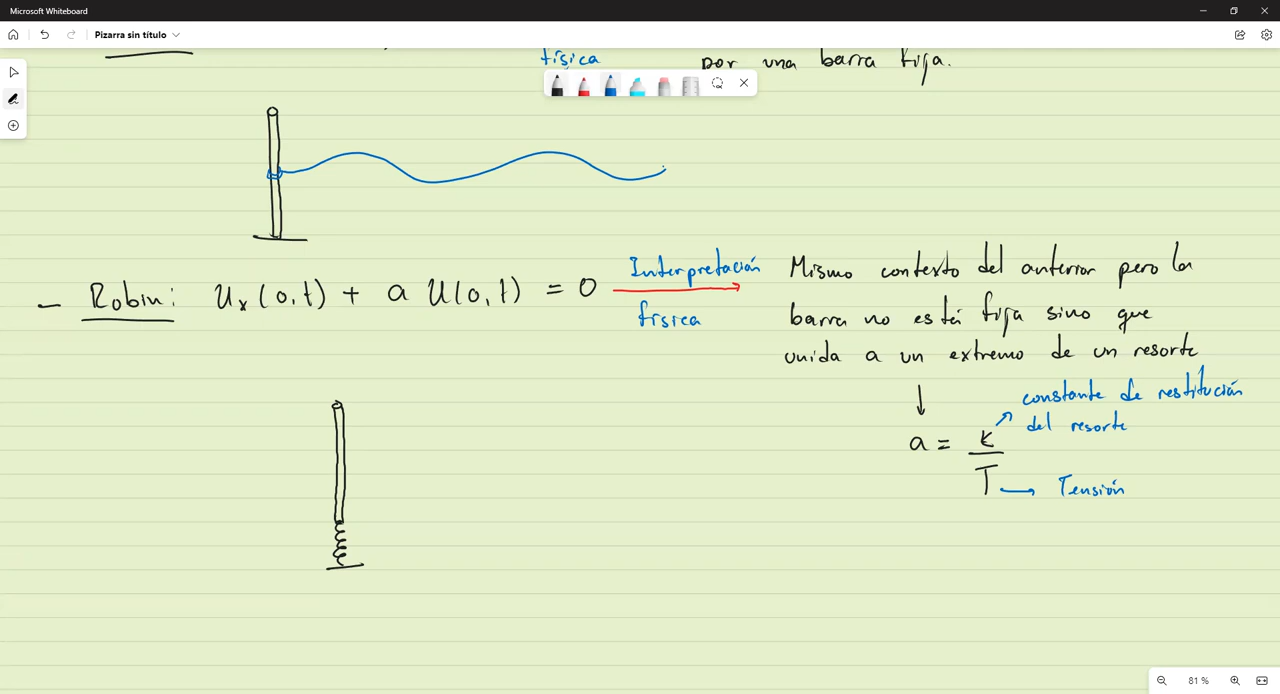 Microsoft Whiteboard
Pizarra sin título
física
por una barra fija.
- Robin: Ux(0,t) + a U(0,t) = 0
Interpretación
física
Mismo contexto del anterior pero la
barra no está fija sino que
unida a un extremo de un resorte
↓
a = K/T
constante de restitución
del resorte
Tensión
81 %